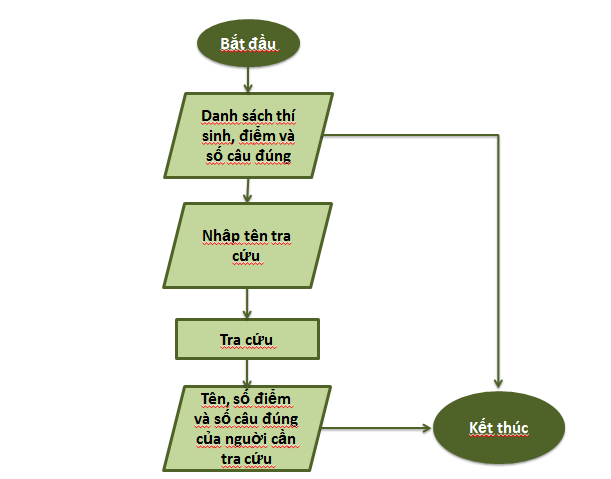 Bắt đầu
Danh sách thí
sinh, điểm và
số câu đúng
Nhập tên tra
cứu
Tra cứu
Tên, số điểm
và số câu đúng
của người cần
tra cứu
Kết thúc